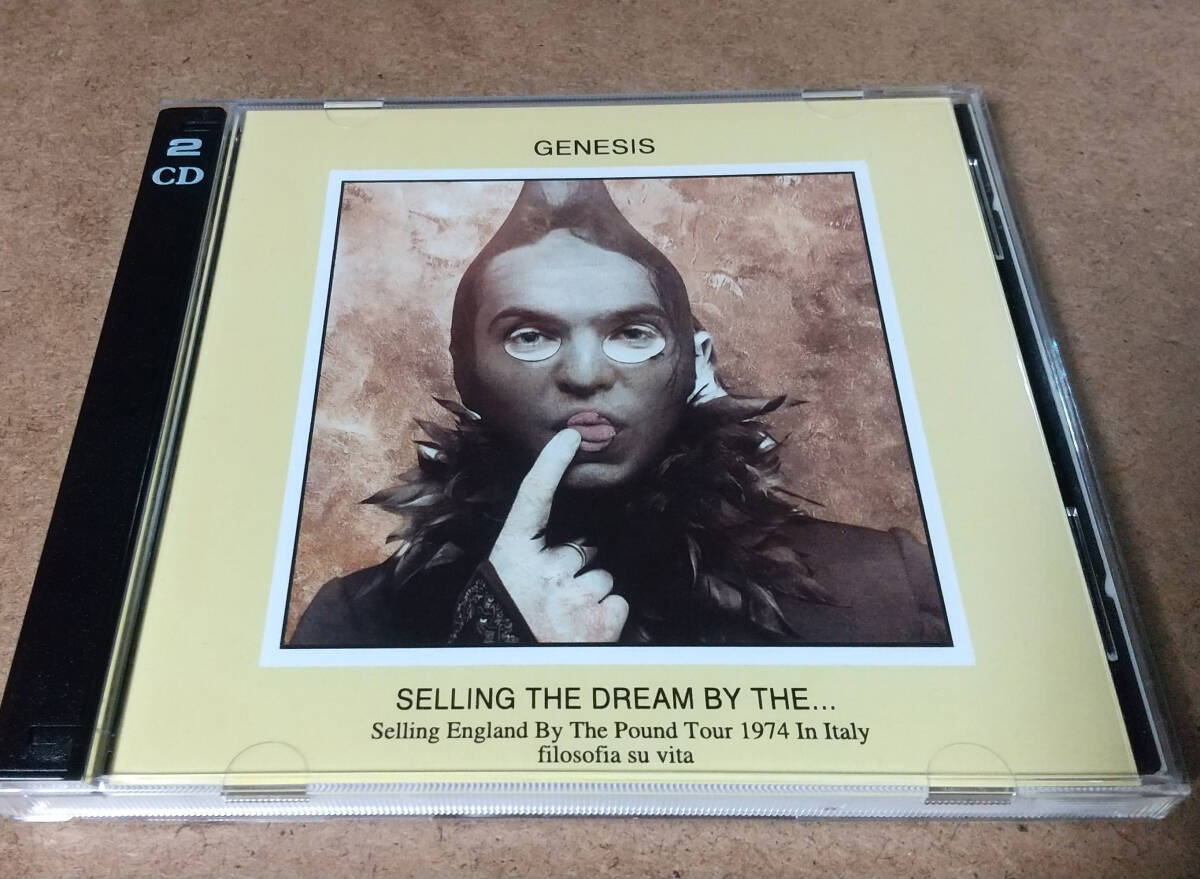 2
CD
GENESIS
SELLING THE DREAM BY THE...
Selling England By The Pound Tour 1974 In Italy
filosofia su vita